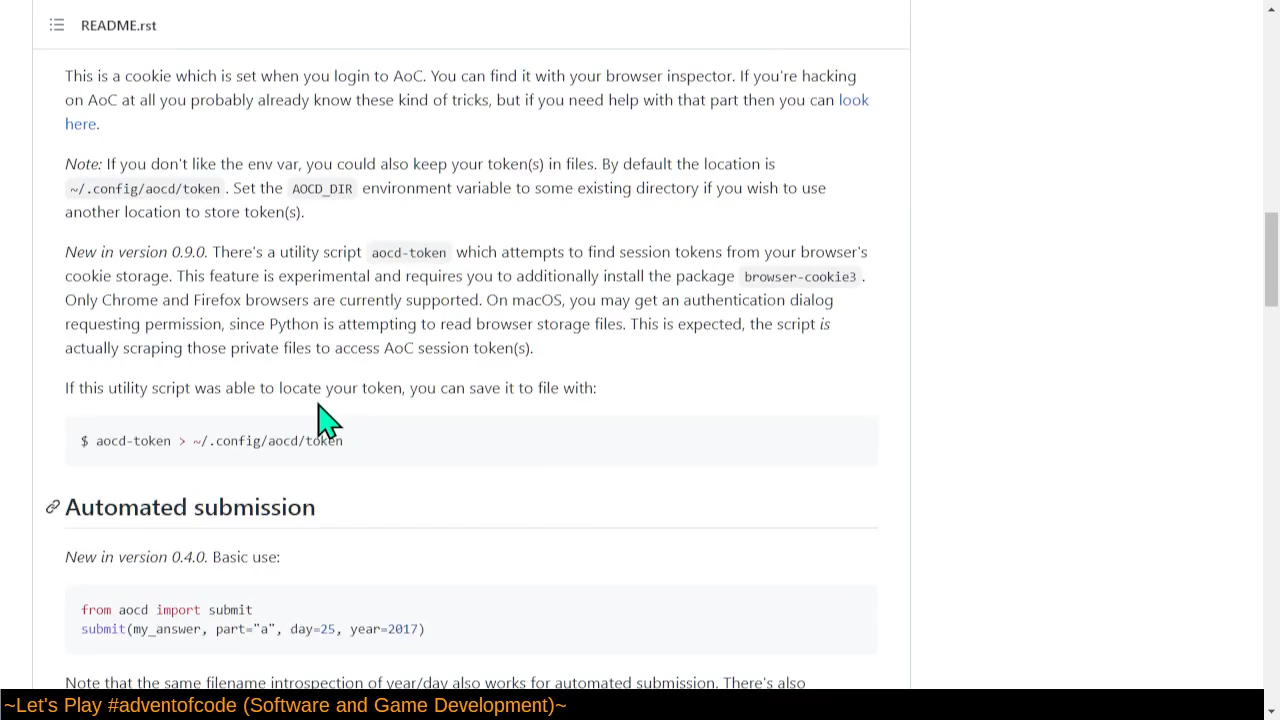 README.rst
This is a cookie which is set when you login to AoC. You can find it with your browser inspector. If you're hacking
on AoC at all you probably already know these kind of tricks, but if you need help with that part then you can look
here.
Note: If you don't like the env var, you could also keep your token(s) in files. By default the location is
~/.config/aocd/token . Set the AOCD_DIR environment variable to some existing directory if you wish to use
another location to store token(s).
New in version 0.9.0. There's a utility script aocd-token which attempts to find session tokens from your browser's
cookie storage. This feature is experimental and requires you to additionally install the package browser-cookie3 .
Only Chrome and Firefox browsers are currently supported. On macOS, you may get an authentication dialog
requesting permission, since Python is attempting to read browser storage files. This is expected, the script is
actually scraping those private files to access AoC session token(s).
If this utility script was able to locate your token, you can save it to file with:
$ aocd-token > ~/.config/aocd/token
Automated submission
New in version 0.4.0. Basic use:
from aocd import submit
submit(my_answer, part="a", day=25, year=2017)
Note that the same filename introspection of year/day also works for automated submission. There's also
~Let's Play #adventofcode (Software and Game Development)~